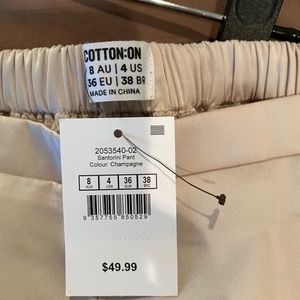 COTTON:ON
8 AU | 4 US
36 EU | 38 BR
MADE IN CHINA
2053540-02
Santorini Pant
Colour: Champagne
8 4 36 38
AUS USA EUR BRZ
9 357755 850529
$49.99